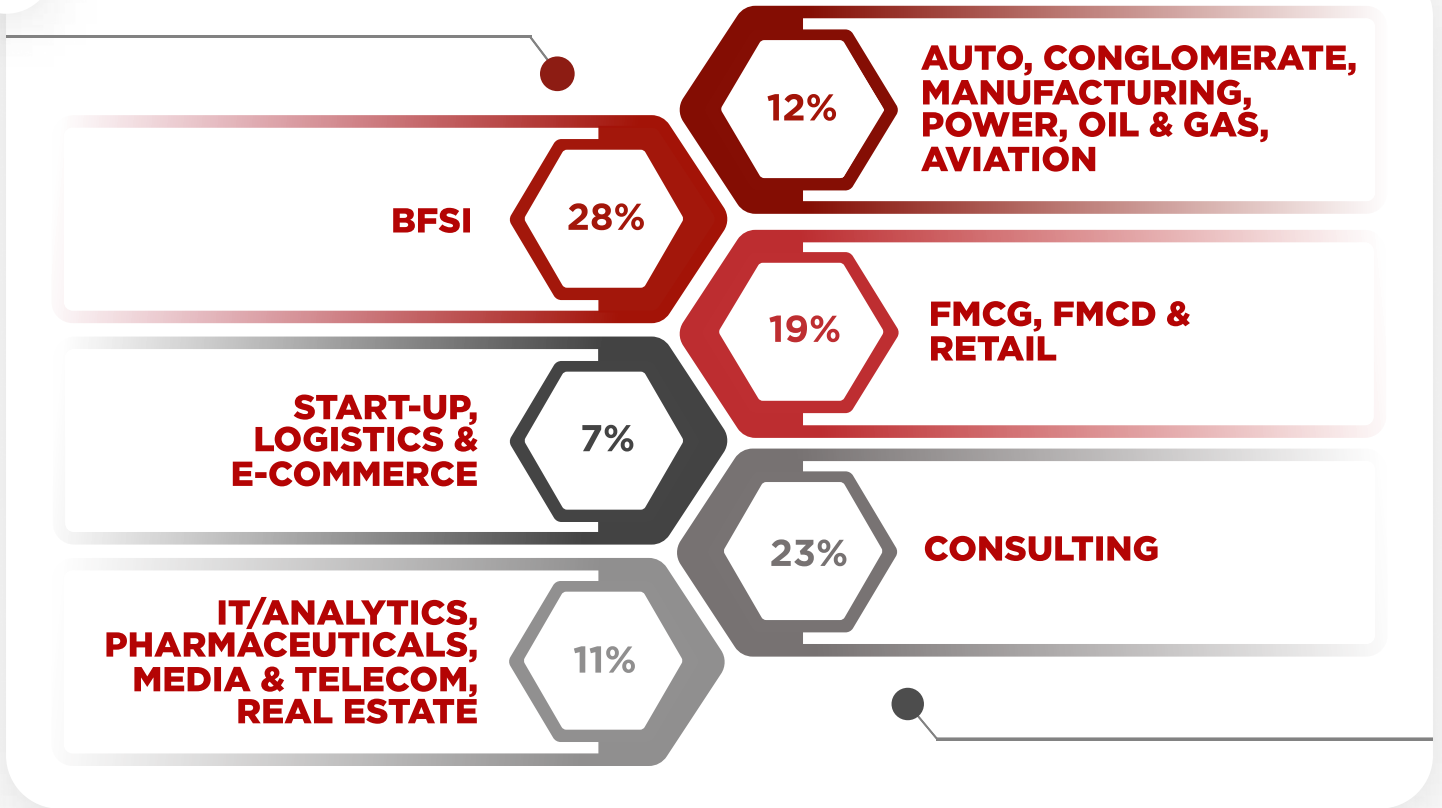 12%
AUTO, CONGLOMERATE,
MANUFACTURING,
POWER, OIL & GAS,
AVIATION
BFSI
28%
19%
FMCG, FMCD &
RETAIL
START-UP,
LOGISTICS &
E-COMMERCE
7%
23%
CONSULTING
IT/ANALYTICS,
PHARMACEUTICALS,
MEDIA & TELECOM,
REAL ESTATE
11%